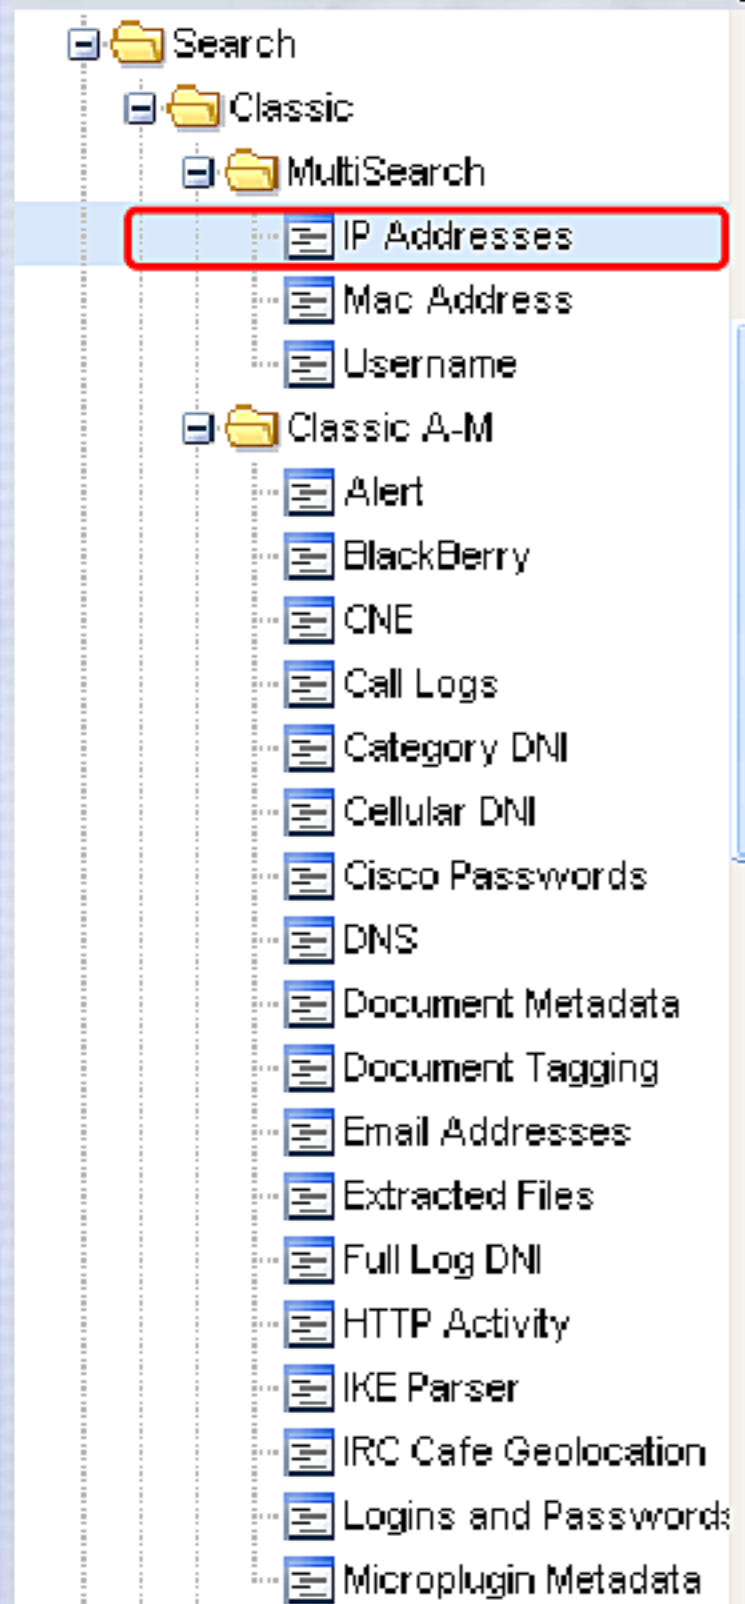 Search
Classic
MultiSearch
IP Addresses
Mac Address
Username
Classic A-M
Alert
BlackBerry
CNE
Call Logs
Category DNI
Cellular DNI
Cisco Passwords
DNS
Document Metadata
Document Tagging
Email Addresses
Extracted Files
Full Log DNI
HTTP Activity
IKE Parser
IRC Cafe Geolocation
Logins and Passwords
Microplugin Metadata